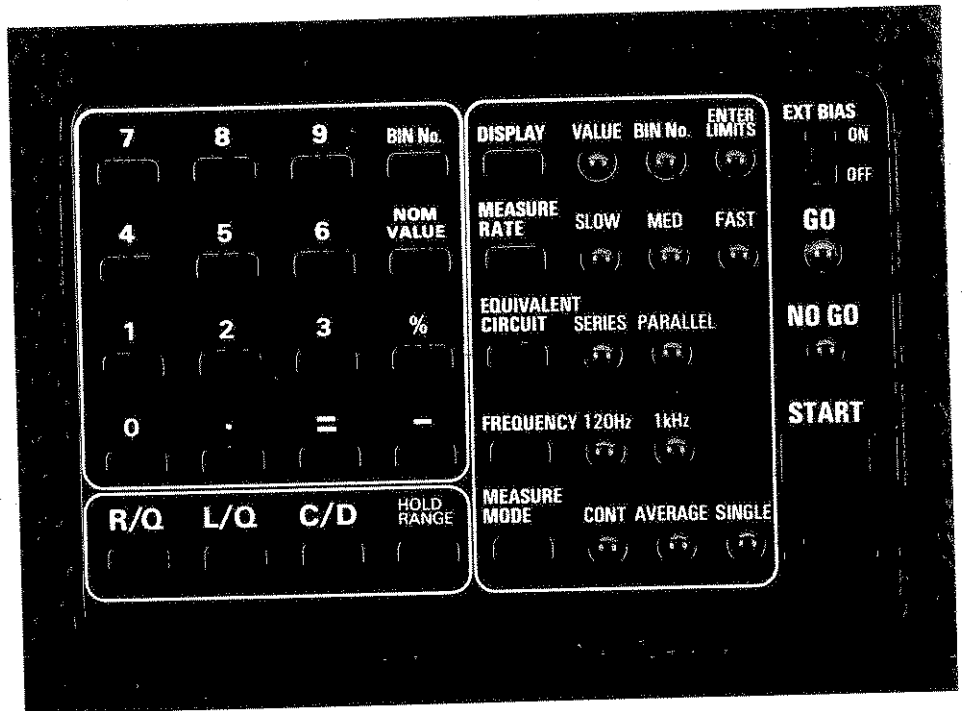 7 8 9 BIN No.
4 5 6 NOM VALUE
1 2 3 %
0 . = -
R/Q L/Q C/D HOLD RANGE
DISPLAY VALUE BIN No. ENTER LIMITS
MEASURE RATE SLOW MED FAST
EQUIVALENT CIRCUIT SERIES PARALLEL
FREQUENCY 120Hz 1kHz
MEASURE MODE CONT AVERAGE SINGLE
EXT BIAS
ON
OFF
GO
NO GO
START